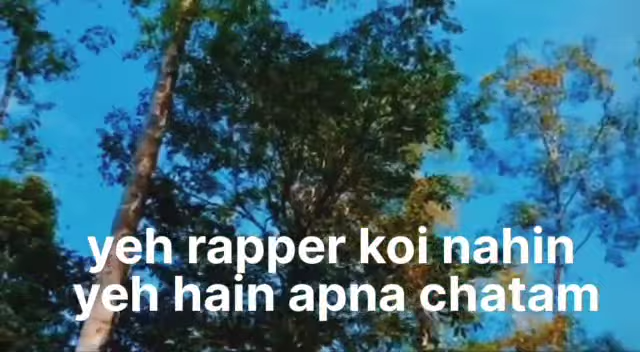 yeh rapper koi nahin
yeh hain apna chatam